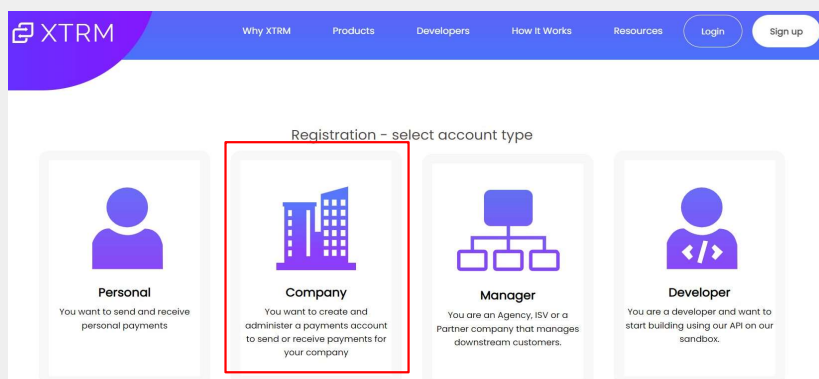 XTRM
Why XTRM Products Developers How It Works Resources Login Sign up
Registration - select account type
Personal
You want to send and receive
personal payments
Company
You want to create and
administer a payments account
to send or receive payments for
your company
Manager
You are an Agency, ISV or a
Partner company that manages
downstream customers.
</>
Developer
You are a developer and want to
start building using our API on our
sandbox.